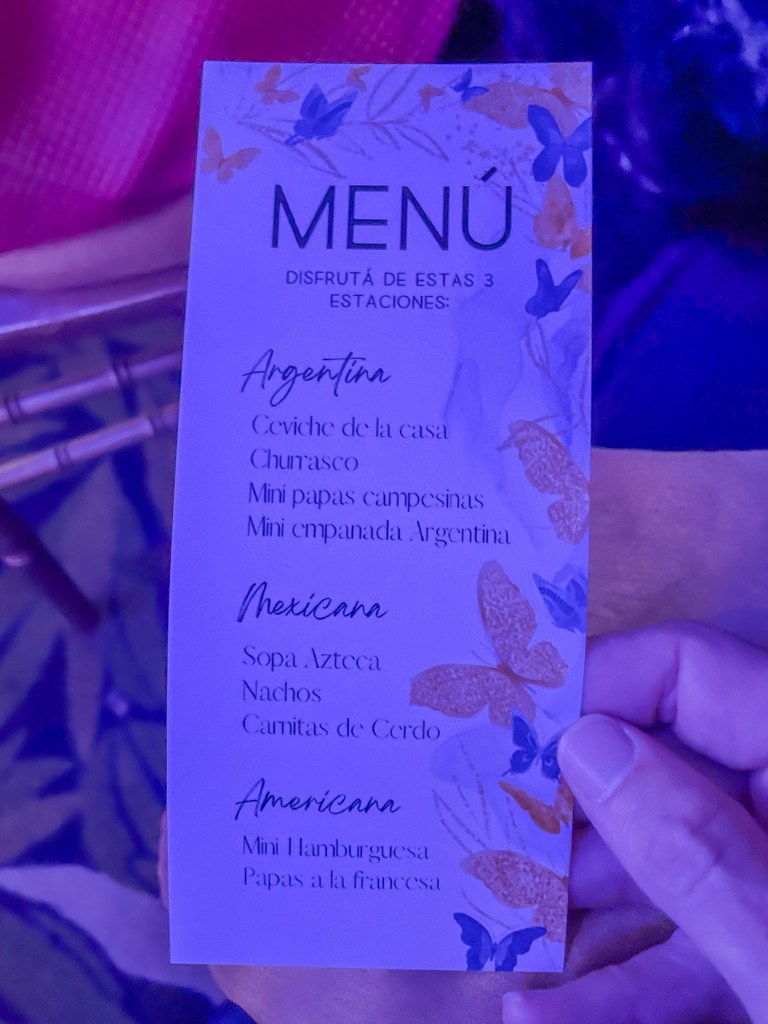 MENÚ
DISFRUTÁ DE ESTAS 3
ESTACIONES:
Argentina
Ceviche de la casa
Churrasco
Mini papas campesinas
Mini empanada Argentina
Mexicana
Sopa Azteca
Nachos
Carnitas de Cerdo
Americana
Mini Hamburguesa
Papas a la francesa